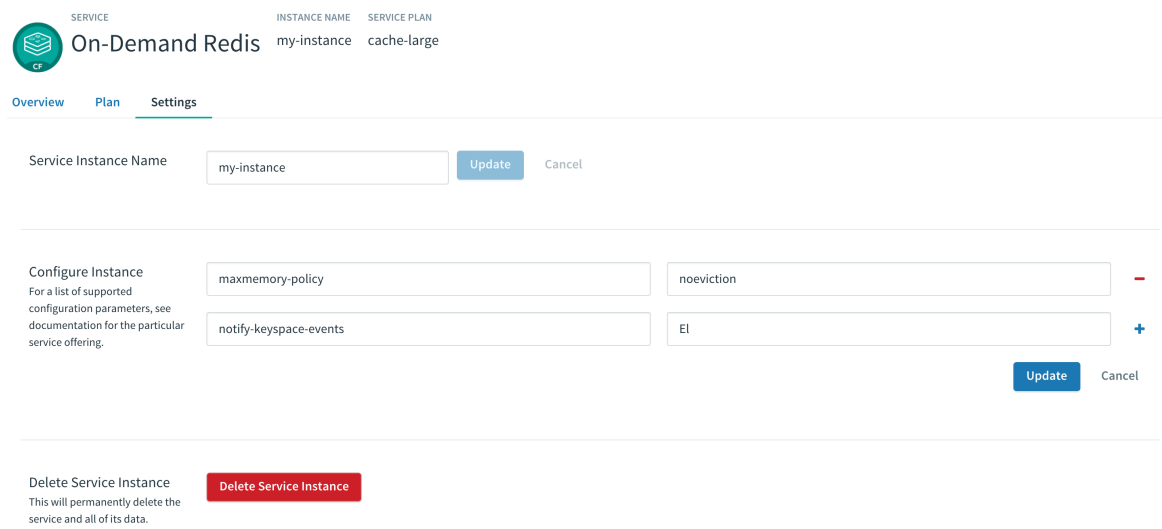 SERVICE
On-Demand Redis
CF
INSTANCE NAME
my-instance
SERVICE PLAN
cache-large
Overview Plan Settings
Service Instance Name
my-instance
Update Cancel
Configure Instance
For a list of supported
configuration parameters, see
documentation for the particular
service offering.
maxmemory-policy noeviction
notify-keyspace-events El
Update Cancel
Delete Service Instance
This will permanently delete the
service and all of its data.
Delete Service Instance